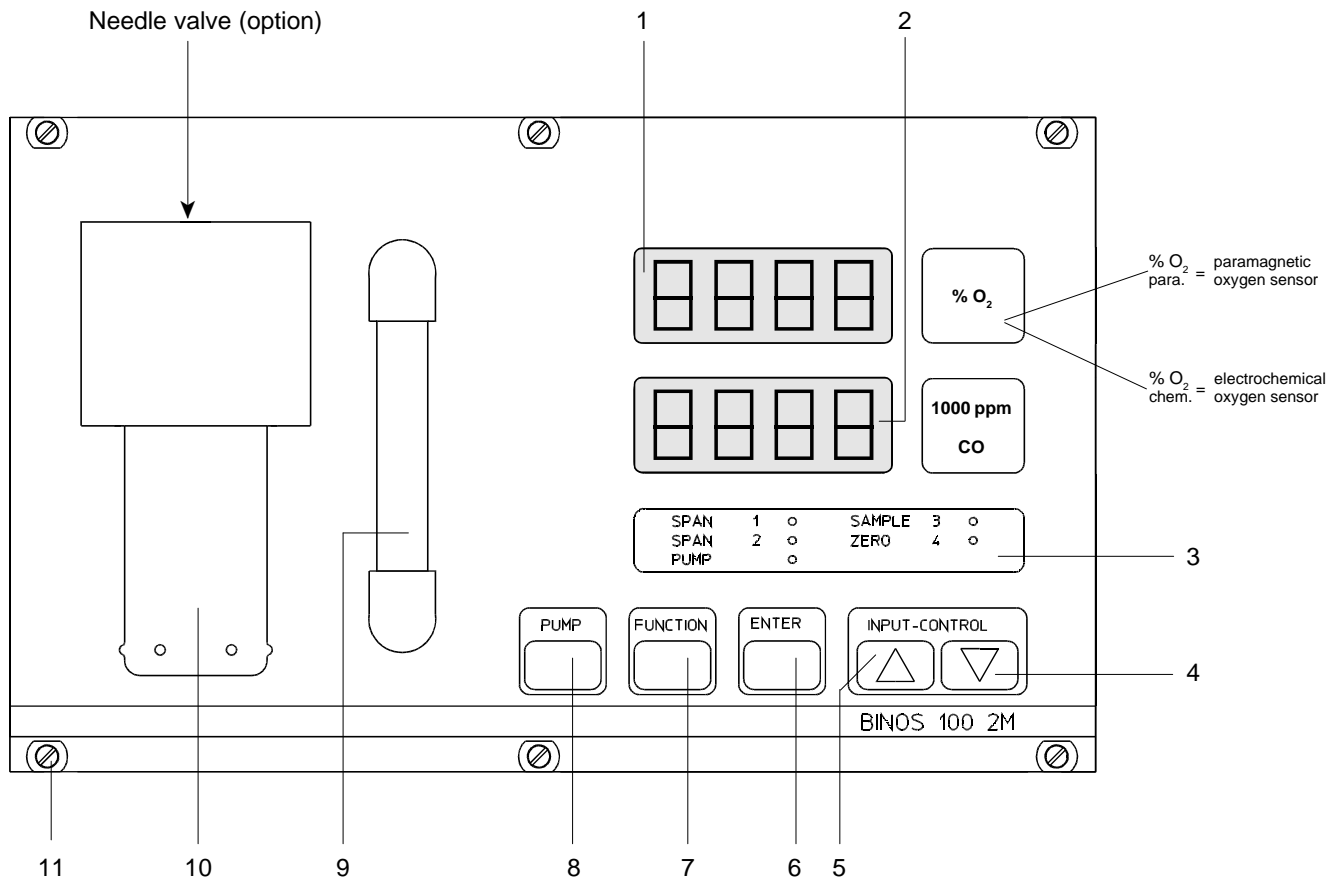 Needle valve (option)
1
2
% O2
% O2 para. = paramagnetic oxygen sensor
% O2 chem. = electrochemical oxygen sensor
1000 ppm
CO
SPAN 1 SAMPLE 3
SPAN 2 ZERO 4
PUMP
3
PUMP
FUNCTION
ENTER
INPUT-CONTROL
4
BINOS 100 2M
11
10
9
8
7
6
5